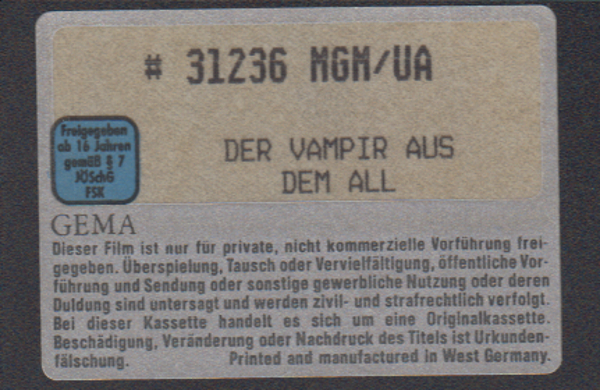 # 31236 MGM/UA
DER VAMPIR AUS
DEM ALL
Freigegeben
ab 16 Jahren
gemäß § 7
JÖSchG
FSK
GEMA
Dieser Film ist nur für private, nicht kommerzielle Vorführung frei-
gegeben. Überspielung, Tausch oder Vervielfältigung, öffentliche Vor-
führung und Sendung oder sonstige gewerbliche Nutzung oder deren
Duldung sind untersagt und werden zivil- und strafrechtlich verfolgt.
Bei dieser Kassette handelt es sich um eine Originalkassette.
Beschädigung, Veränderung oder Nachdruck des Titels ist Urkunden-
fälschung. Printed and manufactured in West Germany.